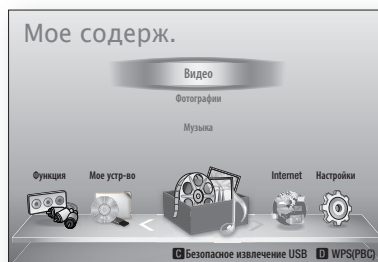 Мое содерж.
Видео
Фотографии
Музыка
Функция Мое устр-во Internet Настройки
C Безопасное извлечение USB D WPS(PBC)